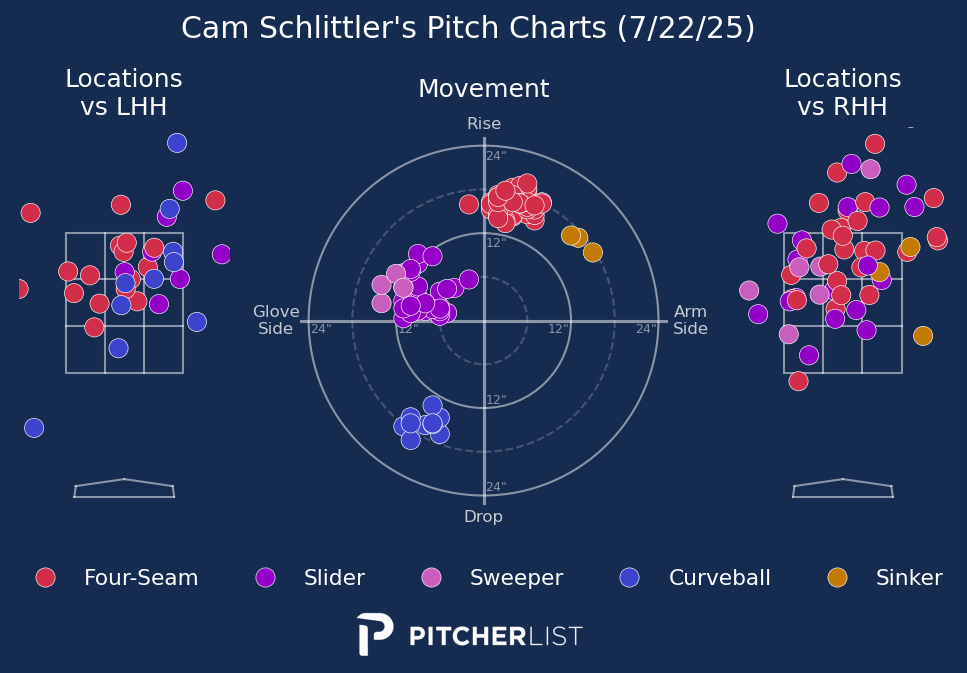 Cam Schlittler's Pitch Charts (7/22/25)
Locations
vs LHH
Movement
Locations
vs RHH
Rise
24"
12"
Glove
Side
24"
12"
12"
24"
Arm
Side
12"
24"
Drop
Four-Seam
Slider
Sweeper
Curveball
Sinker
PITCHERLIST